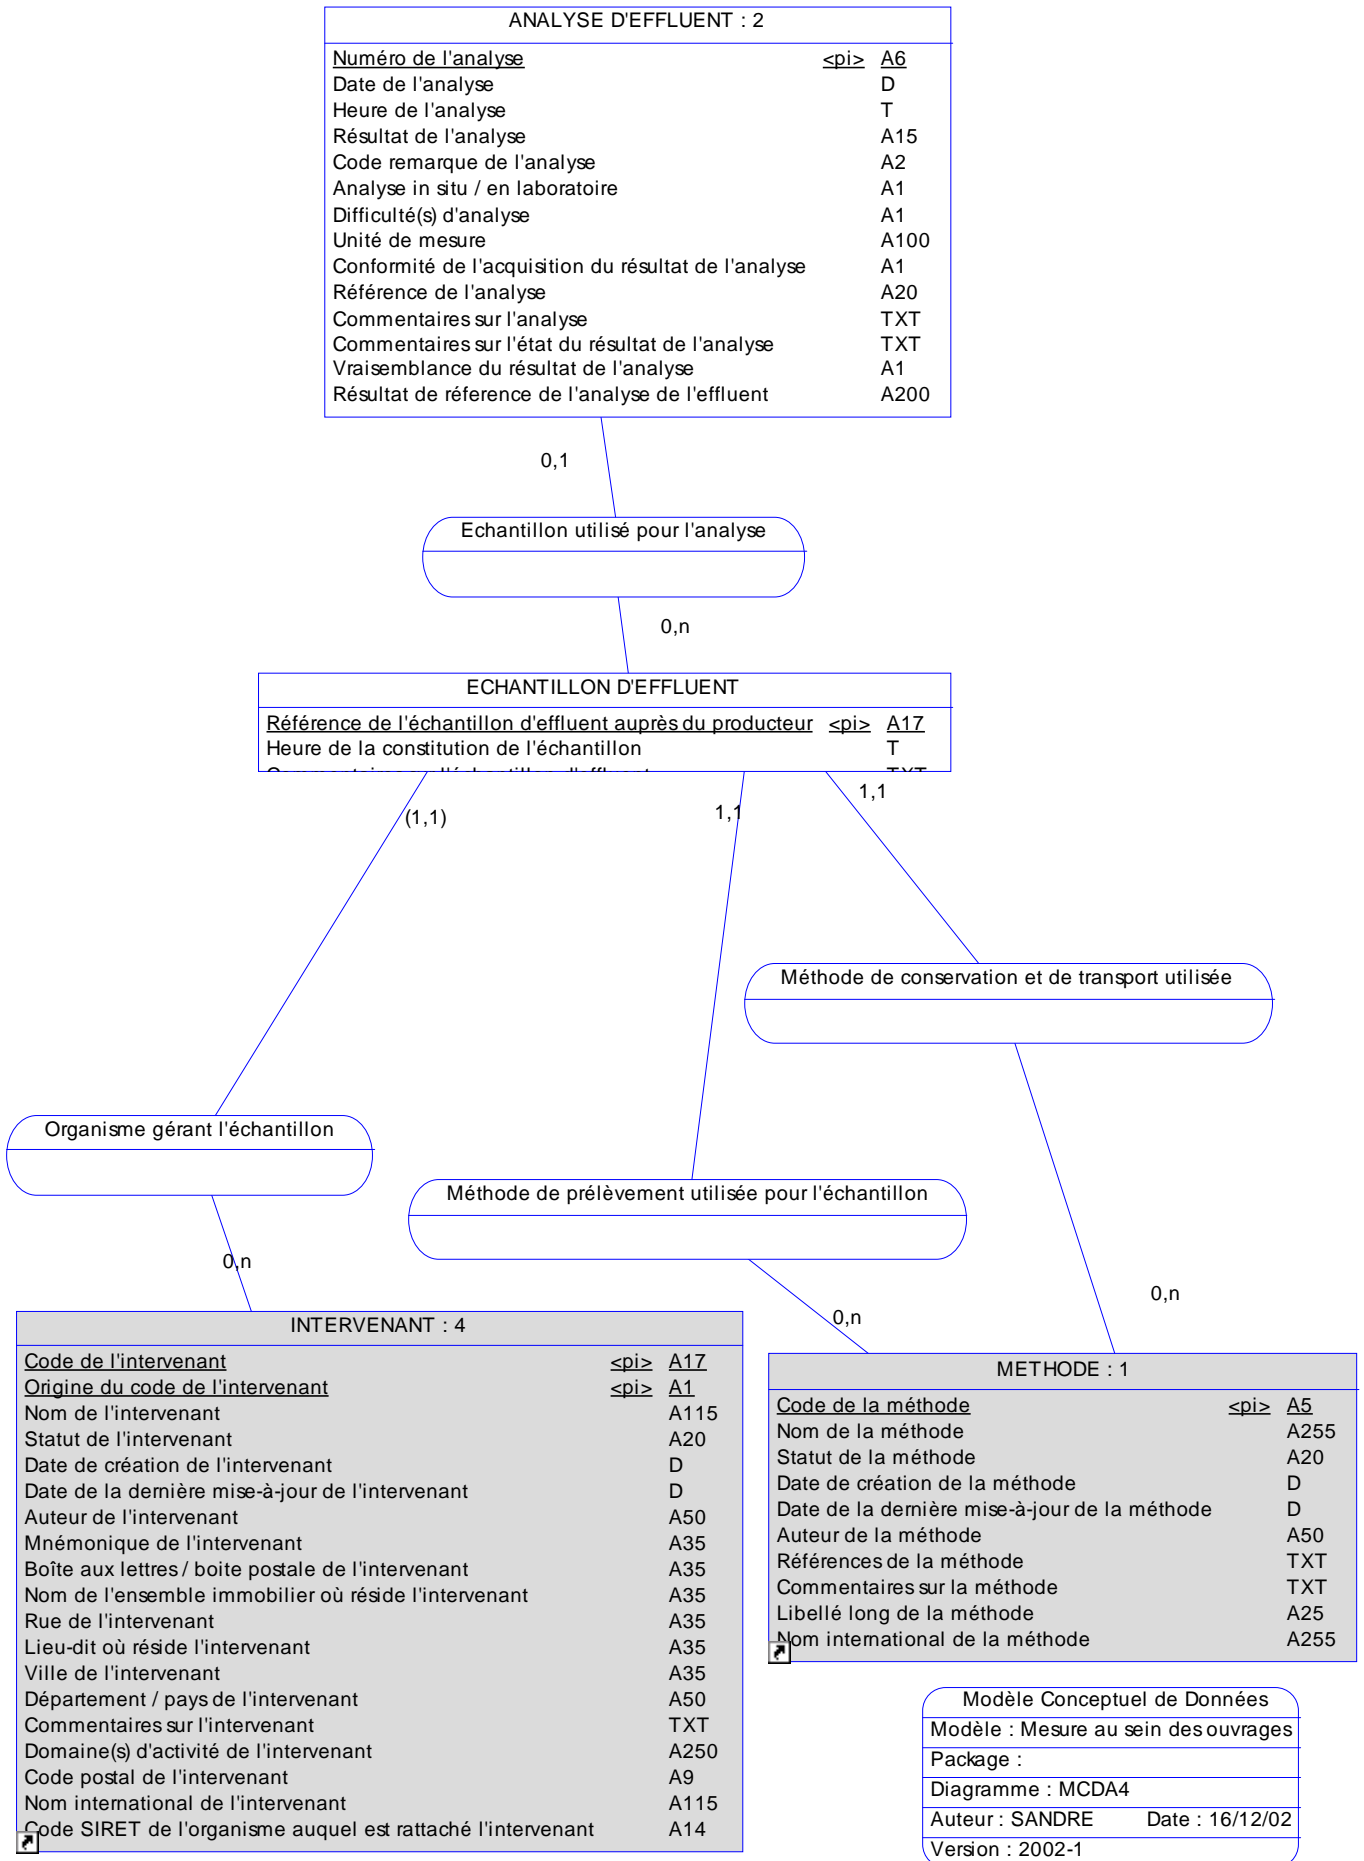 ANALYSE D'EFFLUENT : 2
Numéro de l'analyse <pi> A6
Date de l'analyse D
Heure de l'analyse T
Résultat de l'analyse A15
Code remarque de l'analyse A2
Analyse in situ / en laboratoire A1
Difficulté(s) d'analyse A1
Unité de mesure A100
Conformité de l'acquisition du résultat de l'analyse A1
Référence de l'analyse A20
Commentaires sur l'analyse TXT
Commentaires sur l'état du résultat de l'analyse TXT
Vraisemblance du résultat de l'analyse A1
Résultat de réference de l'analyse de l'effluent A200
0,1
Echantillon utilisé pour l'analyse
0,n
ECHANTILLON D'EFFLUENT
Référence de l'échantillon d'effluent auprès du producteur <pi> A17
Heure de la constitution de l'échantillon T
Commentaires sur l'échantillon d'effluent TXT
(1,1)
1,1
1,1
Méthode de conservation et de transport utilisée
Organisme gérant l'échantillon
Méthode de prélèvement utilisée pour l'échantillon
0,n
0,n
0,n
INTERVENANT : 4
Code de l'intervenant <pi> A17
Origine du code de l'intervenant <pi> A1
Nom de l'intervenant A115
Statut de l'intervenant A20
Date de création de l'intervenant D
Date de la dernière mise-à-jour de l'intervenant D
Auteur de l'intervenant A50
Mnémonique de l'intervenant A35
Boîte aux lettres / boite postale de l'intervenant A35
Nom de l'ensemble immobilier où réside l'intervenant A35
Rue de l'intervenant A35
Lieu-dit où réside l'intervenant A35
Ville de l'intervenant A35
Département / pays de l'intervenant A50
Commentaires sur l'intervenant TXT
Domaine(s) d'activité de l'intervenant A250
Code postal de l'intervenant A9
Nom international de l'intervenant A115
Code SIRET de l'organisme auquel est rattaché l'intervenant A14
METHODE : 1
Code de la méthode <pi> A5
Nom de la méthode A255
Statut de la méthode A20
Date de création de la méthode D
Date de la dernière mise-à-jour de la méthode D
Auteur de la méthode A50
Références de la méthode TXT
Commentaires sur la méthode TXT
Libellé long de la méthode A25
Nom international de la méthode A255
Modèle Conceptuel de Données
Modèle : Mesure au sein des ouvrages
Package :
Diagramme : MCDA4
Auteur : SANDRE Date : 16/12/02
Version : 2002-1